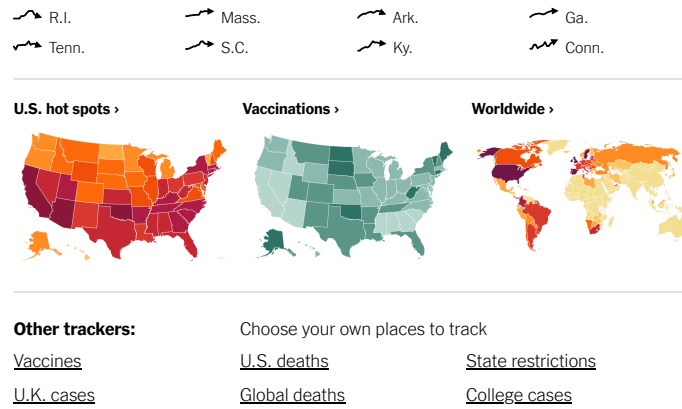 R.I. Mass. Ark. Ga.
Tenn. S.C. Ky. Conn.
U.S. hot spots › Vaccinations › Worldwide ›
Other trackers: Choose your own places to track
Vaccines U.S. deaths State restrictions
U.K. cases Global deaths College cases